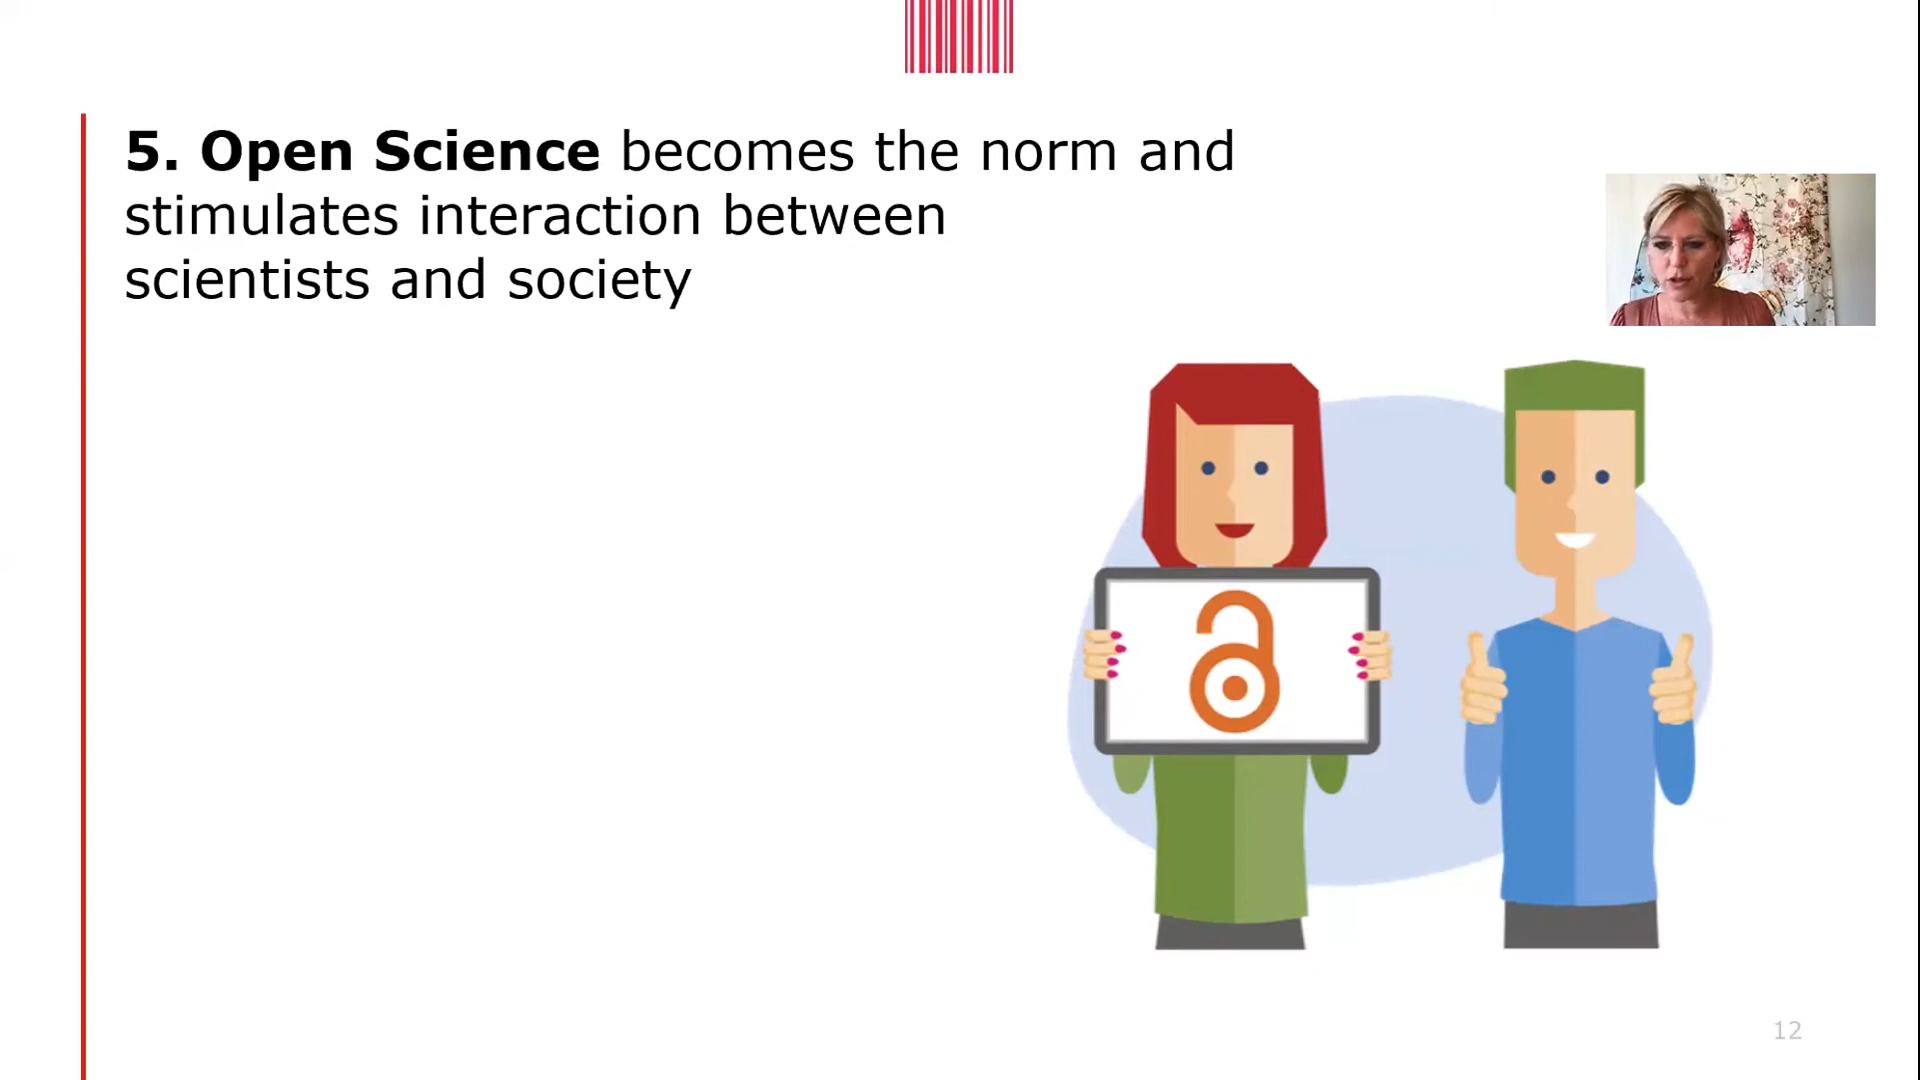 5. Open Science becomes the norm and
stimulates interaction between
scientists and society
12